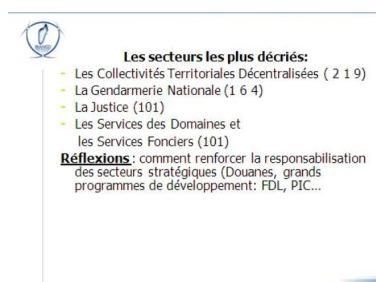 Les secteurs les plus décriés:
- Les Collectivités Territoriales Décentralisées ( 2 1 9)
- La Gendarmerie Nationale (1 6 4)
- La Justice (101)
- Les Services des Domaines et
les Services Fonciers (101)
Réflexions : comment renforcer la responsabilisation
des secteurs stratégiques (Douanes, grands
programmes de développement: FDL, PIC...